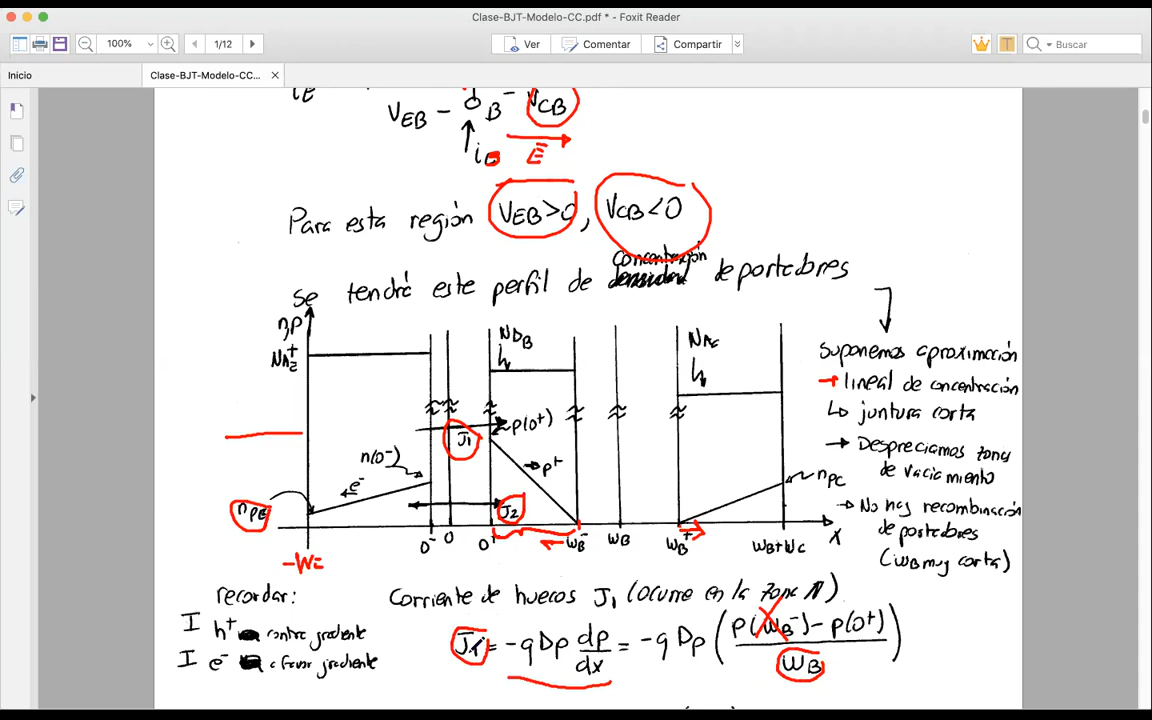 Clase-BJT-Modelo-CC.pdf * - Foxit Reader
100%
1/12
Ver
Comentar
Compartir
Buscar
Inicio
Clase-BJT-Modelo-CC...
iE
VEB - B - VCB
E
Para esta región VEB>0, VCB<0
concentración
Se tendrá este perfil de densidad de portadores
n,p
NAE
NDB
NAC
Suponemos aproximación
lineal de concentración
juntura corta
Despreciamos zona
de vaciamiento
No hay recombinación
de portadores
(WB muy corta)
J1
p(0+)
n(0-)
e-
p+
nPC
nPE
J2
-WE
0-
0
0+
WB-
WB
WB+
WB+WC
X
recordar:
I h+ contra gradiente
I e- a favor gradiente
Corriente de huecos J1 (ocurre en la zona N)
J1 = -q Dp dp/dx = -q Dp (p(WB-) - p(0+) / WB)